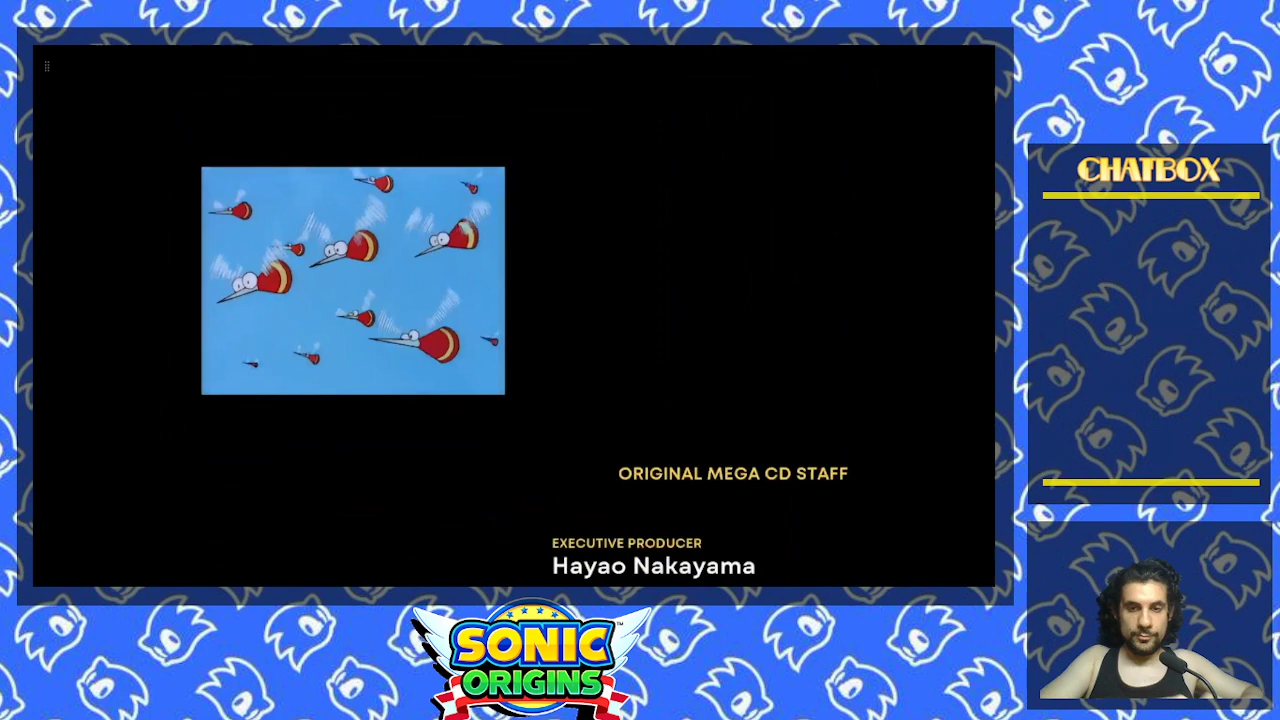 CHATBOX
ORIGINAL MEGA CD STAFF
EXECUTIVE PRODUCER
Hayao Nakayama
SONIC
ORIGINS